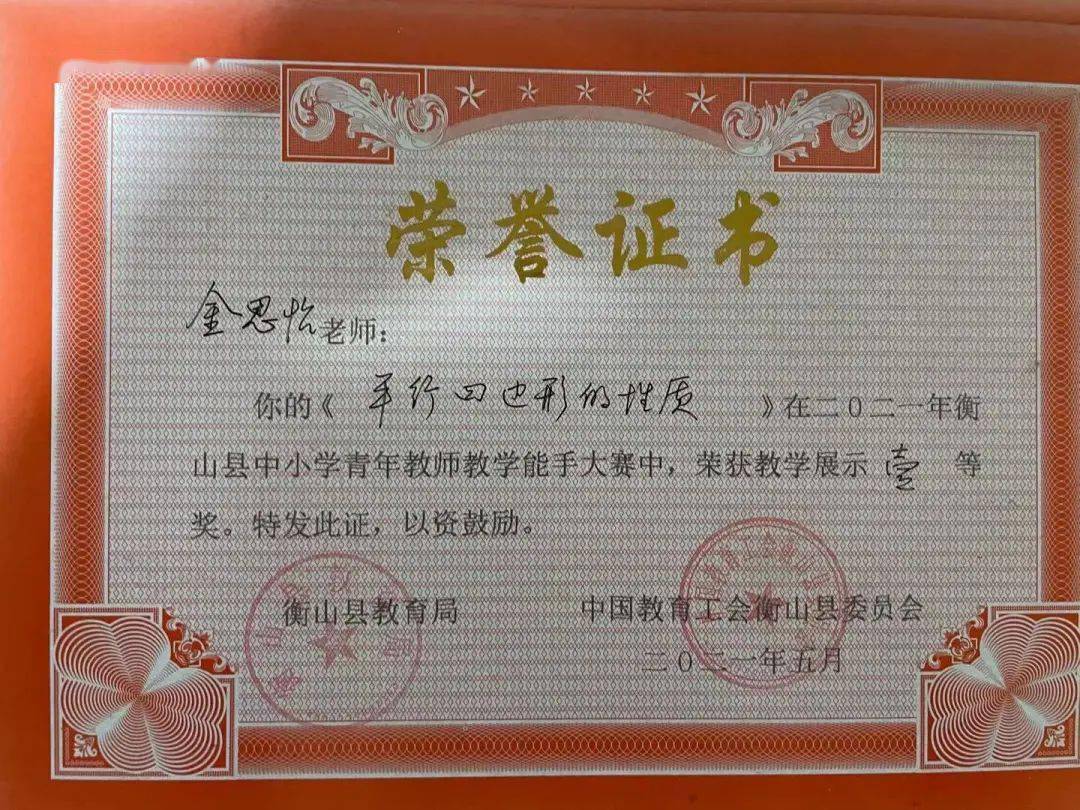 荣誉证书
金思怡老师：
你的《平行四边形的性质》在二０二一年衡
山县中小学青年教师教学能手大赛中，荣获教学展示壹等
奖。特发此证，以资鼓励。
衡山县教育局 中国教育工会衡山县委员会
二０二一年五月